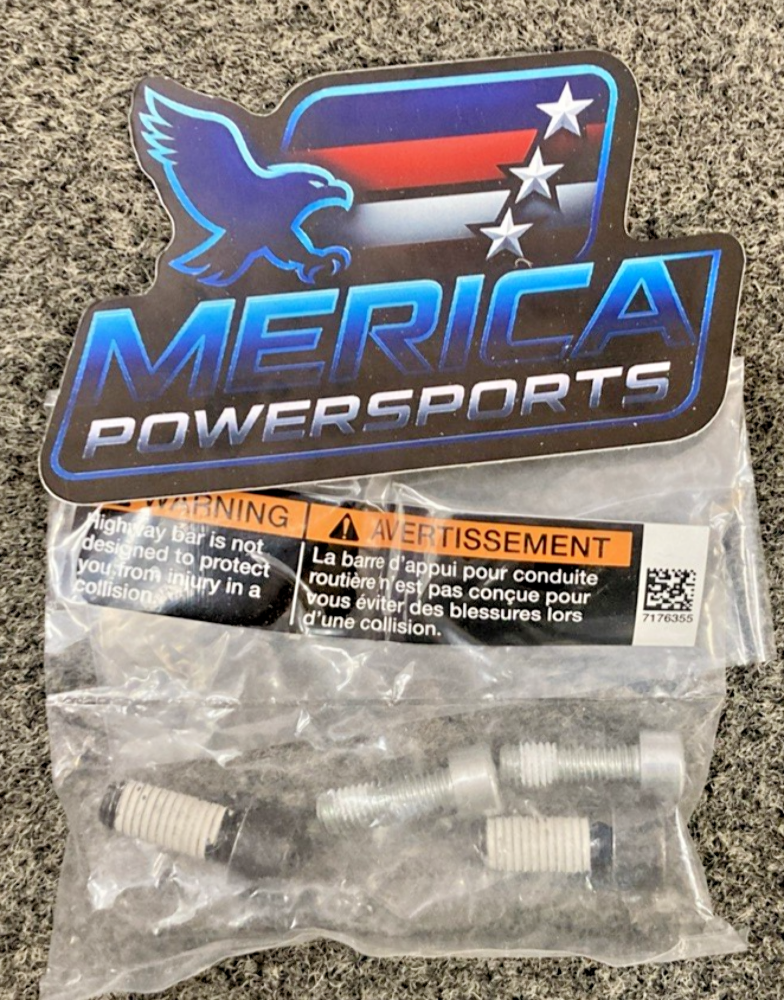 MERICA
POWERSPORTS
WARNING
Highway bar is not
designed to protect
you from injury in a
collision.
AVERTISSEMENT
La barre d'appui pour conduite
routière n'est pas conçue pour
vous éviter des blessures lors
d'une collision.
7176355